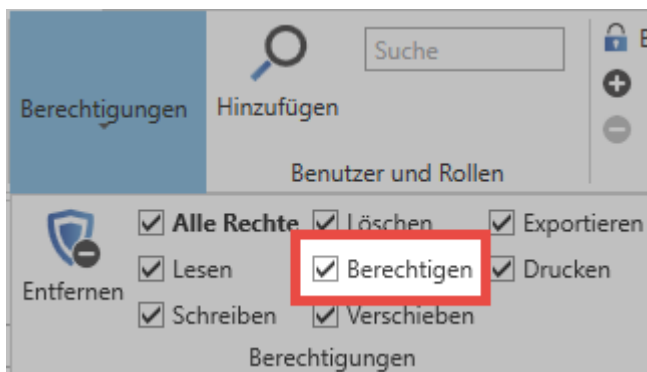 Berechtigungen
Hinzufügen
Suche
Benutzer und Rollen
Entfernen
Alle Rechte Löschen Exportieren
Lesen Berechtigen Drucken
Schreiben Verschieben
Berechtigungen